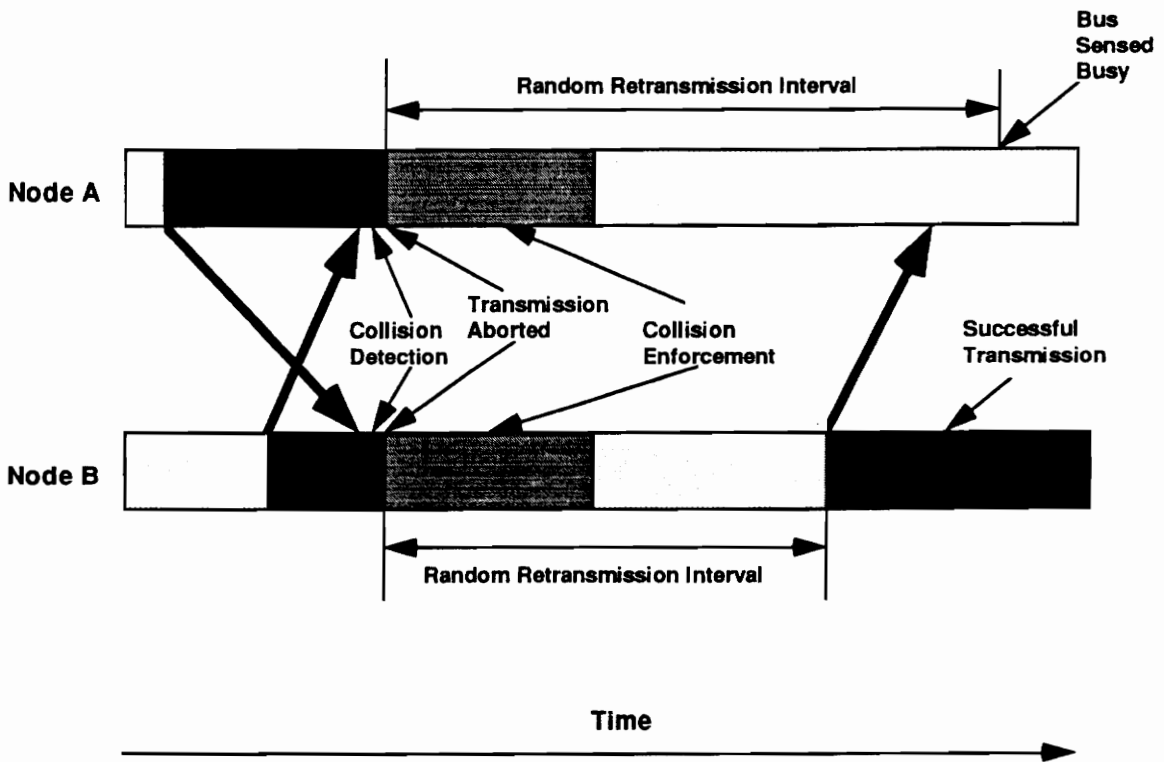 Bus
Sensed
Busy
Random Retransmission Interval
Node A
Transmission
Aborted
Collision
Detection
Collision
Enforcement
Successful
Transmission
Node B
Random Retransmission Interval
Time